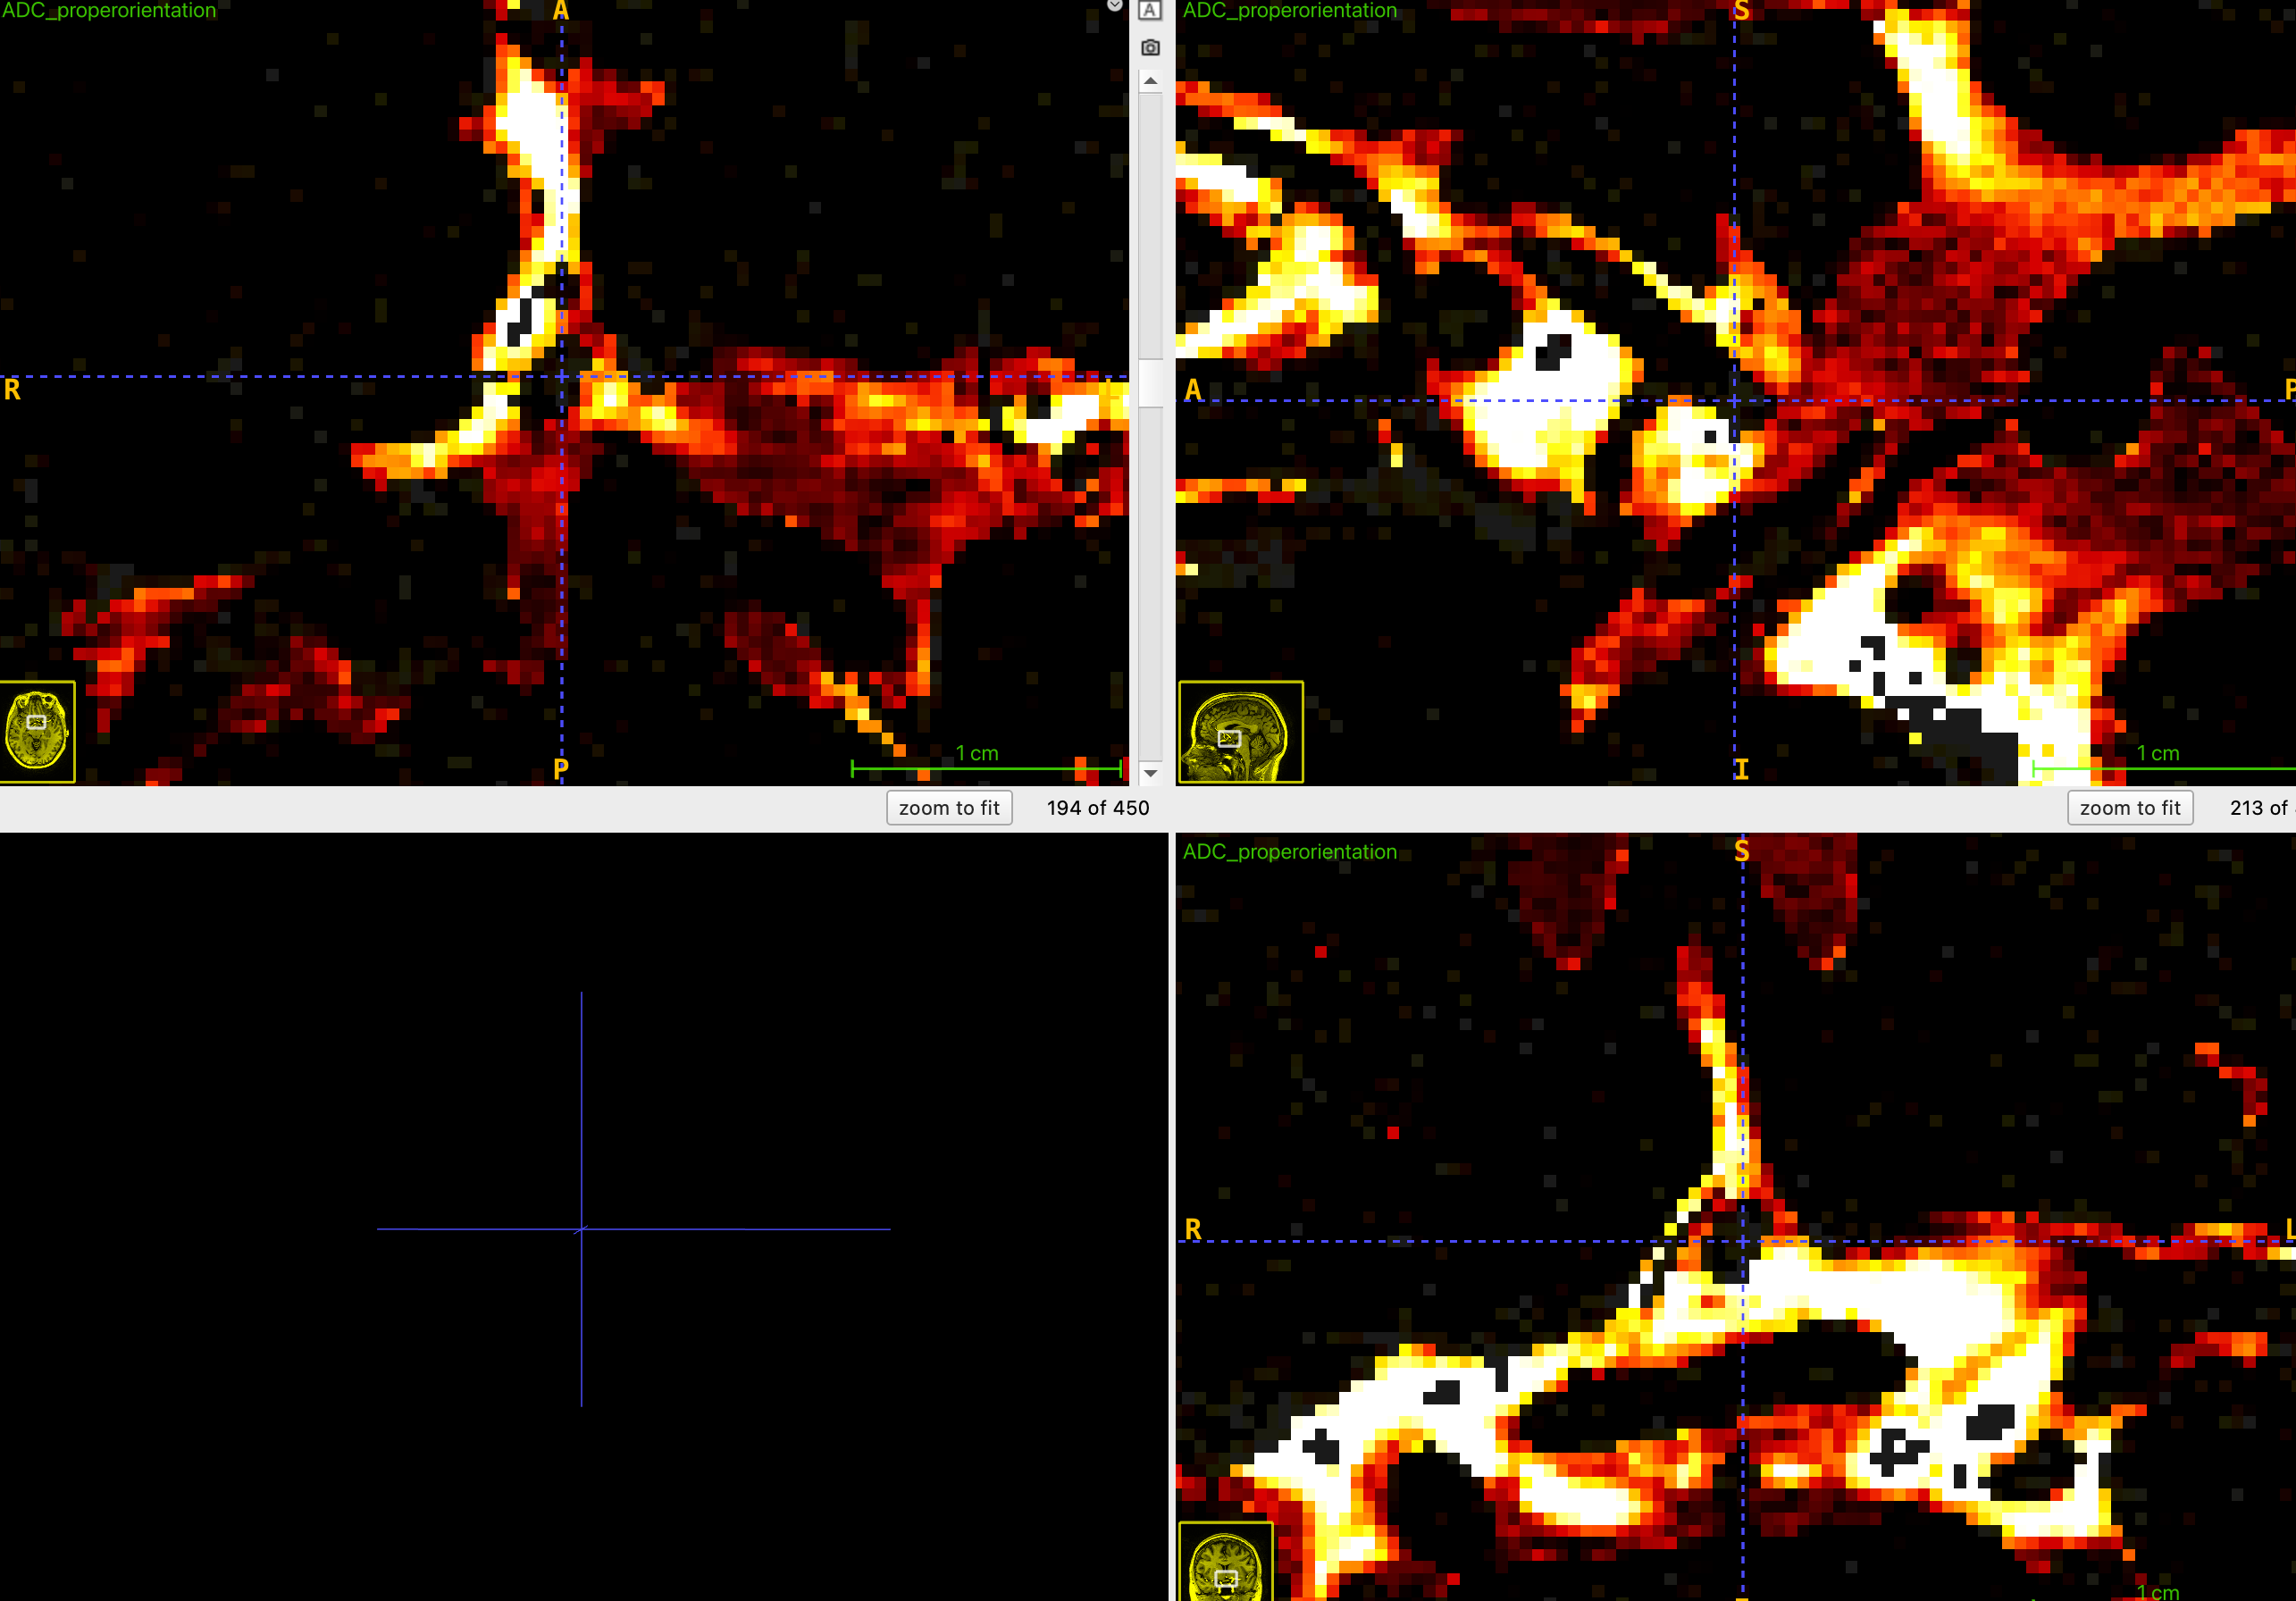 ADC_properorientation
A
A
R
L
P
1 cm
zoom to fit
194 of 450
ADC_properorientation
S
A
P
I
1 cm
zoom to fit
213 of
ADC_properorientation
S
R
L
1 cm